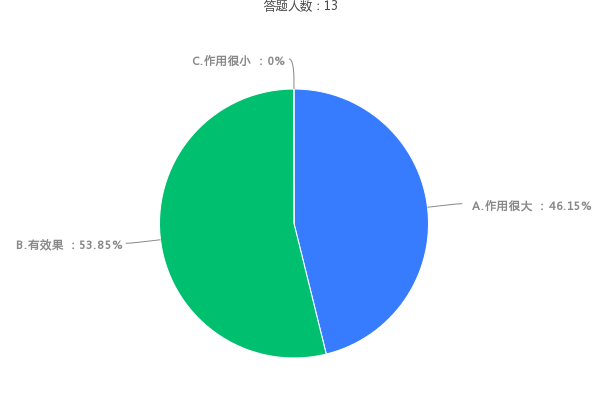 答题人数 : 13
C.作用很小 : 0%
A.作用很大 : 46.15%
B.有效果 : 53.85%